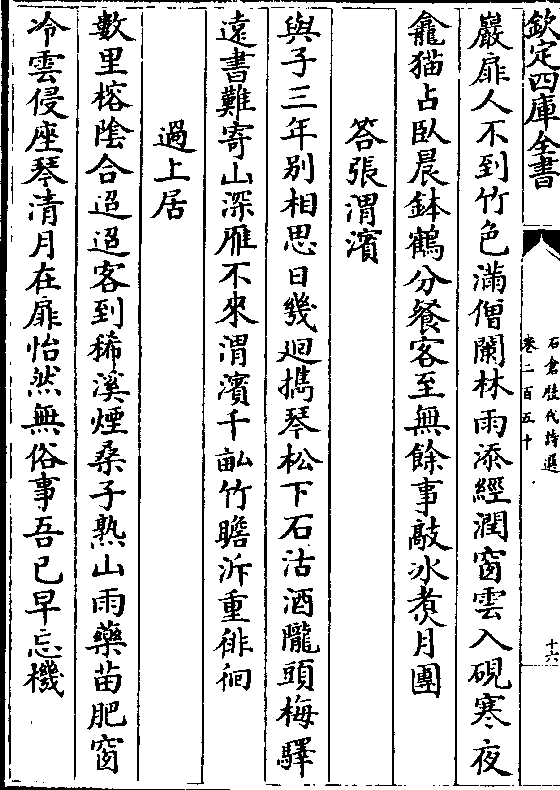 欽定四庫全書
石倉歷代詩選
卷二百五十
十六
巖扉人不到竹色滿僧闌林雨添經潤窗雲入硯寒夜
龕猫占臥晨鉢鶴分餐客至無餘事敲冰煮月團
答張渭濱
與子三年别相思日幾迴攜琴松下石沽酒隴頭梅驛
遠書難寄山深雁不來渭濱千畝竹瞻泝重徘徊
過上居
數里榕陰合迢迢客到稀溪煙桑子熟山雨藥苗肥窗
冷雲侵座琴清月在扉怡然無俗事吾已早忘機